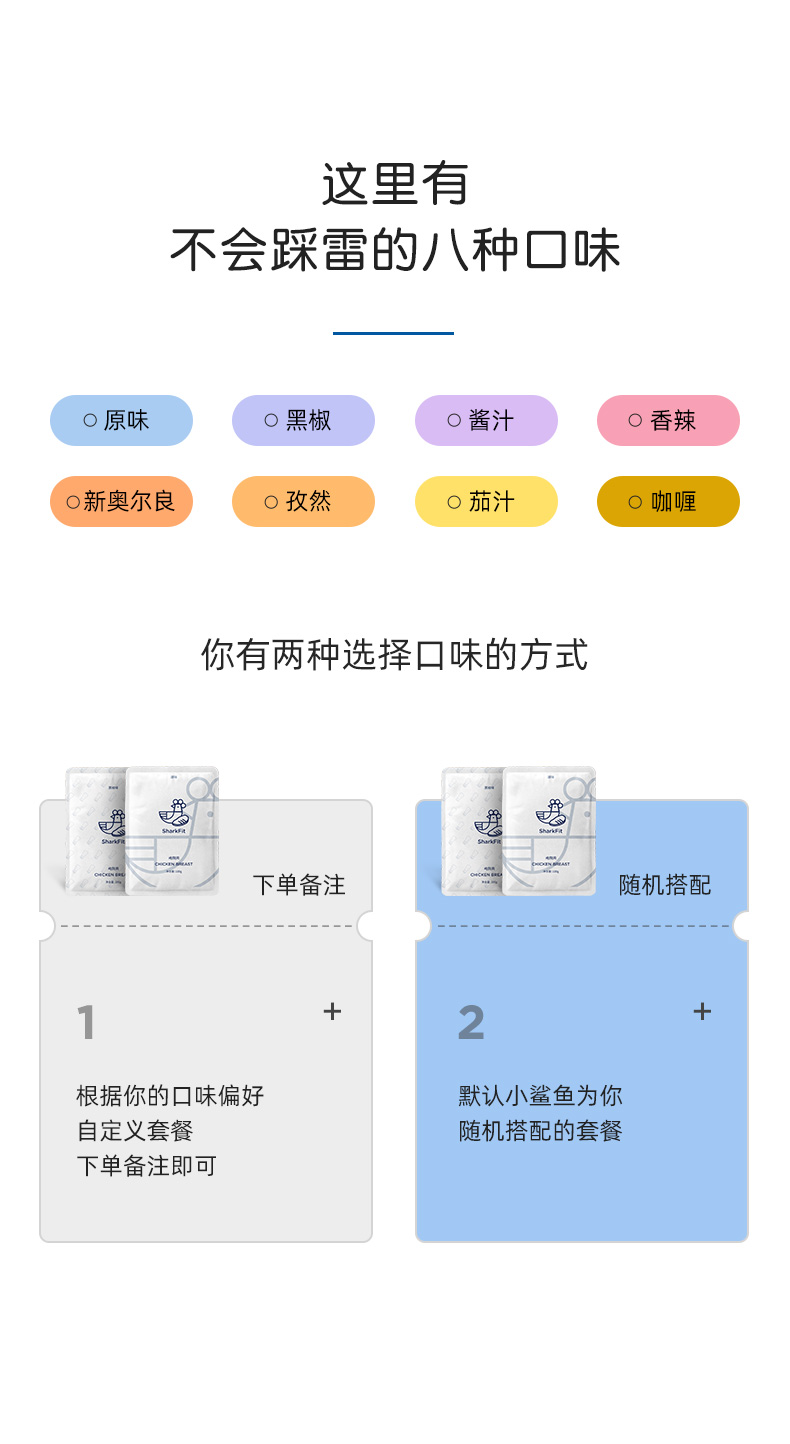 这里有
不会踩雷的八种口味
原味
黑椒
酱汁
香辣
新奥尔良
孜然
茄汁
咖喱
你有两种选择口味的方式
SharkFit
SharkFit
CHICKEN BREAST
下单备注
SharkFit
SharkFit
CHICKEN BREAST
随机搭配
1
+
根据你的口味偏好
自定义套餐
下单备注即可
2
+
默认小鲨鱼为你
随机搭配的套餐